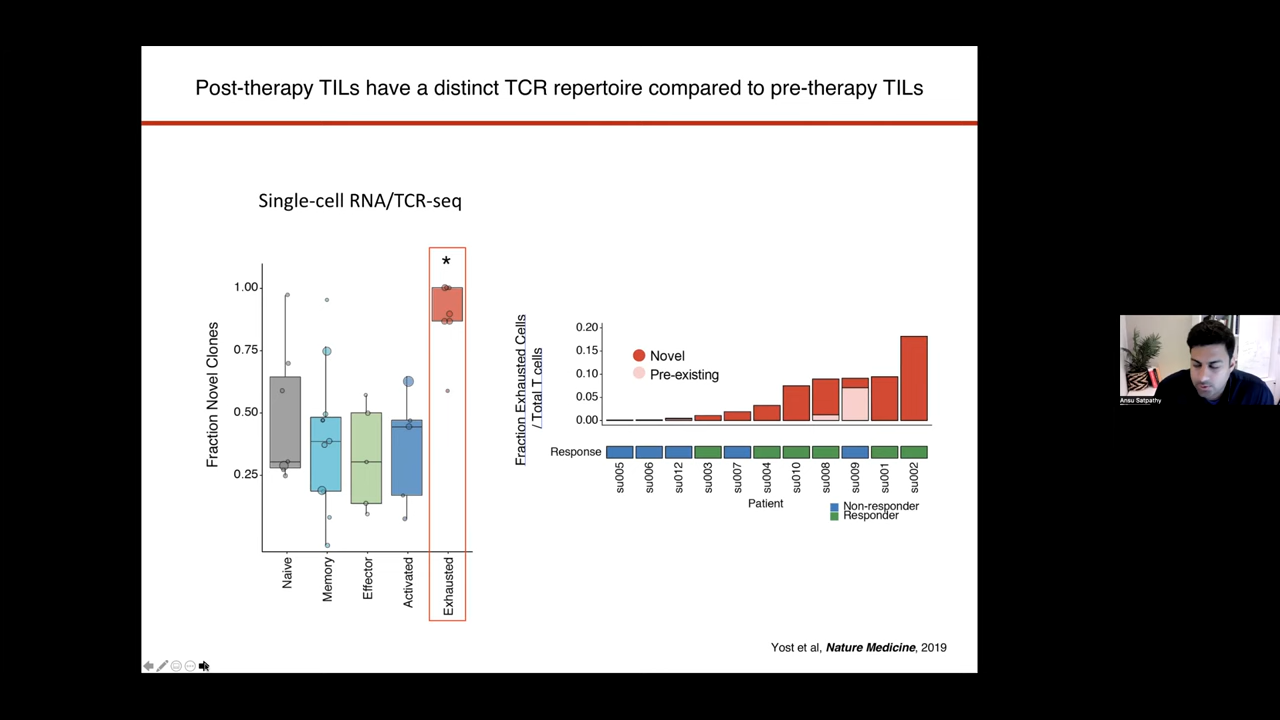 Post-therapy TILs have a distinct TCR repertoire compared to pre-therapy TILs
Single-cell RNA/TCR-seq
*
Fraction Novel Clones
1.00
0.75
0.50
0.25
Naive
Memory
Effector
Activated
Exhausted
Fraction Exhausted Cells
/ Total T cells
0.20
0.15
0.10
0.05
0.00
Novel
Pre-existing
Response
su005
su006
su012
su003
su007
su004
su010
su008
su009
su001
su002
Patient
Non-responder
Responder
Yost et al, Nature Medicine, 2019
Ansu Satpathy